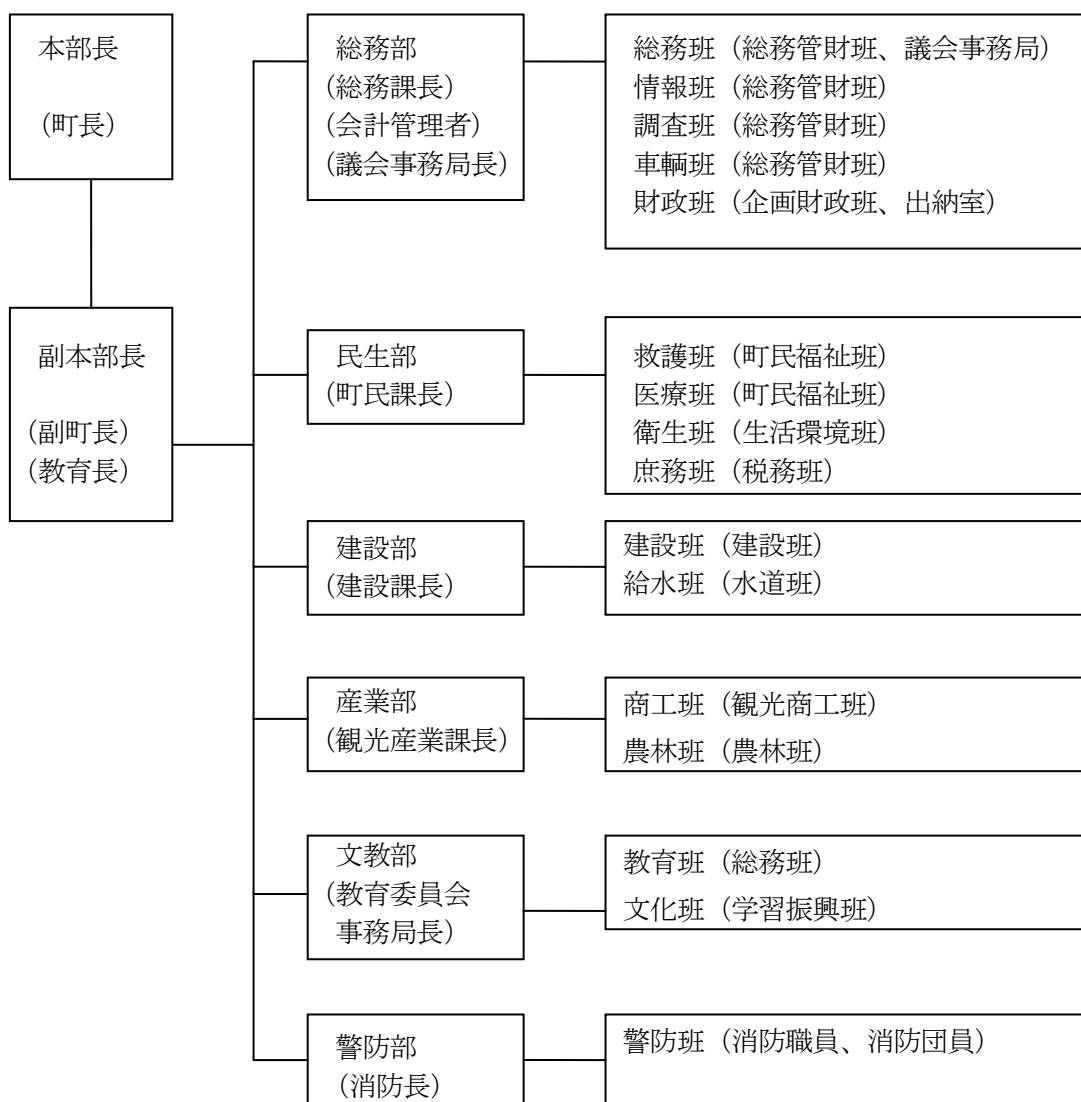 本部長
(町長)
副本部長
(副町長)
(教育長)
総務部
(総務課長)
(会計管理者)
(議会事務局長)
総務班(総務管財班、議会事務局)
情報班(総務管財班)
調査班(総務管財班)
車輌班(総務管財班)
財政班(企画財政班、出納室)
民生部
(町民課長)
救護班(町民福祉班)
医療班(町民福祉班)
衛生班(生活環境班)
庶務班(税務班)
建設部
(建設課長)
建設班(建設班)
給水班(水道班)
産業部
(観光産業課長)
商工班(観光商工班)
農林班(農林班)
文教部
(教育委員会
事務局長)
教育班(総務班)
文化班(学習振興班)
警防部
(消防長)
警防班(消防職員、消防団員)